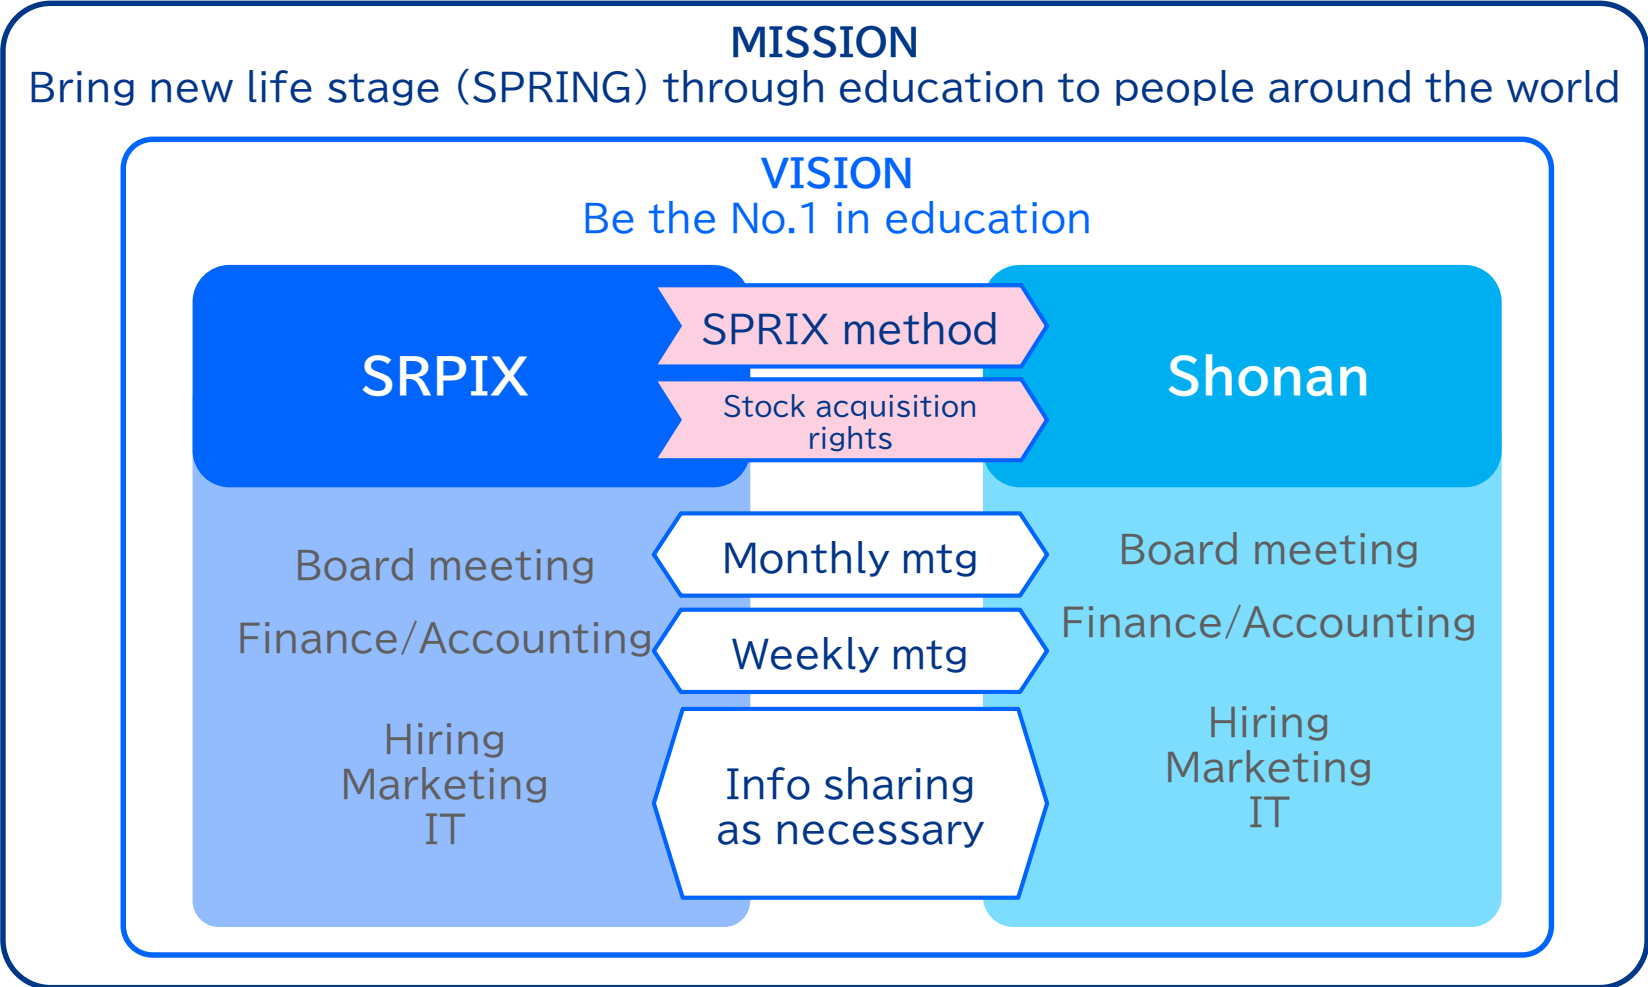 MISSION
Bring new life stage (SPRING) through education to people around the world
VISION
Be the No.1 in education
SRPIX
SPRIX method
Stock acquisition
rights
Shonan
Board meeting
Finance/Accounting
Hiring
Marketing
IT
Monthly mtg
Weekly mtg
Info sharing
as necessary
Board meeting
Finance/Accounting
Hiring
Marketing
IT